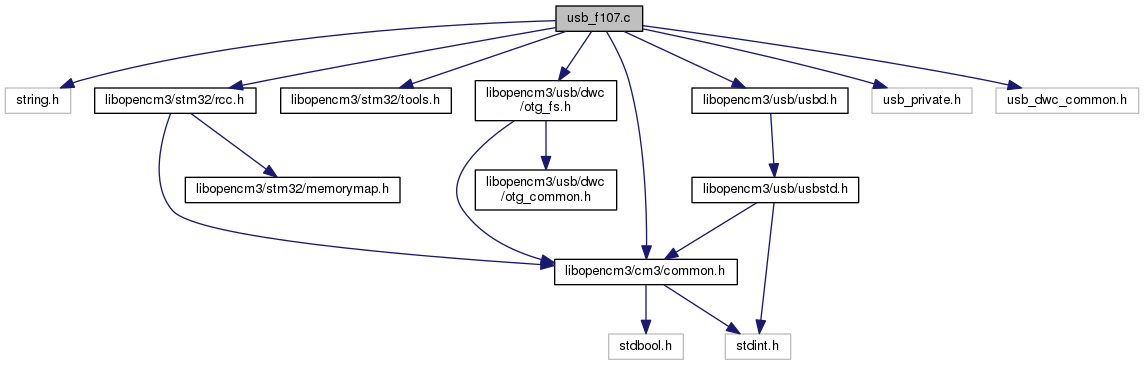 usb_f107.c
string.h
libopencm3/stm32/rcc.h
libopencm3/stm32/tools.h
libopencm3/usb/dwc
/otg_fs.h
libopencm3/usb/usbd.h
usb_private.h
usb_dwc_common.h
libopencm3/stm32/memorymap.h
libopencm3/usb/dwc
/otg_common.h
libopencm3/usb/usbstd.h
libopencm3/cm3/common.h
stdbool.h
stdint.h